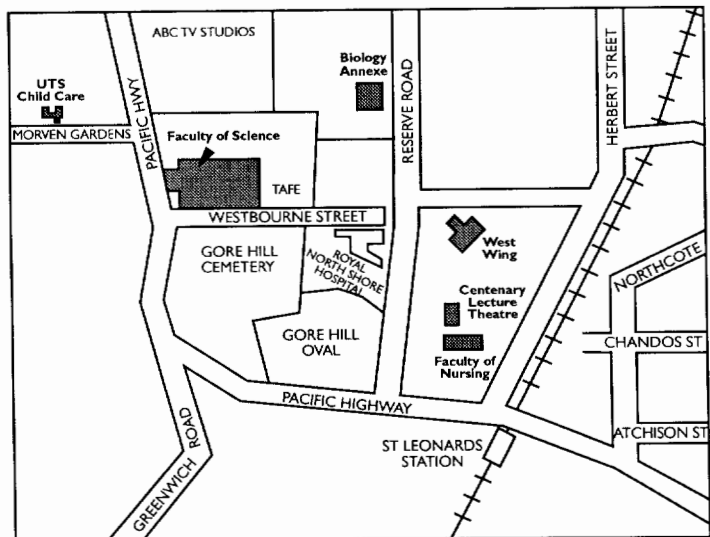 ABC TV STUDIOS
UTS
Child Care
MORVEN GARDENS
PACIFIC HWY
Biology
Annexe
RESERVE ROAD
HERBERT STREET
Faculty of Science
TAFE
WESTBOURNE STREET
GORE HILL
CEMETERY
ROYAL
NORTH SHORE
HOSPITAL
West
Wing
NORTHCOTE
Centenary
Lecture
Theatre
GORE HILL
OVAL
Faculty of
Nursing
CHANDOS ST
PACIFIC HIGHWAY
ATCHISON ST
ST LEONARDS
STATION
GREENWICH ROAD